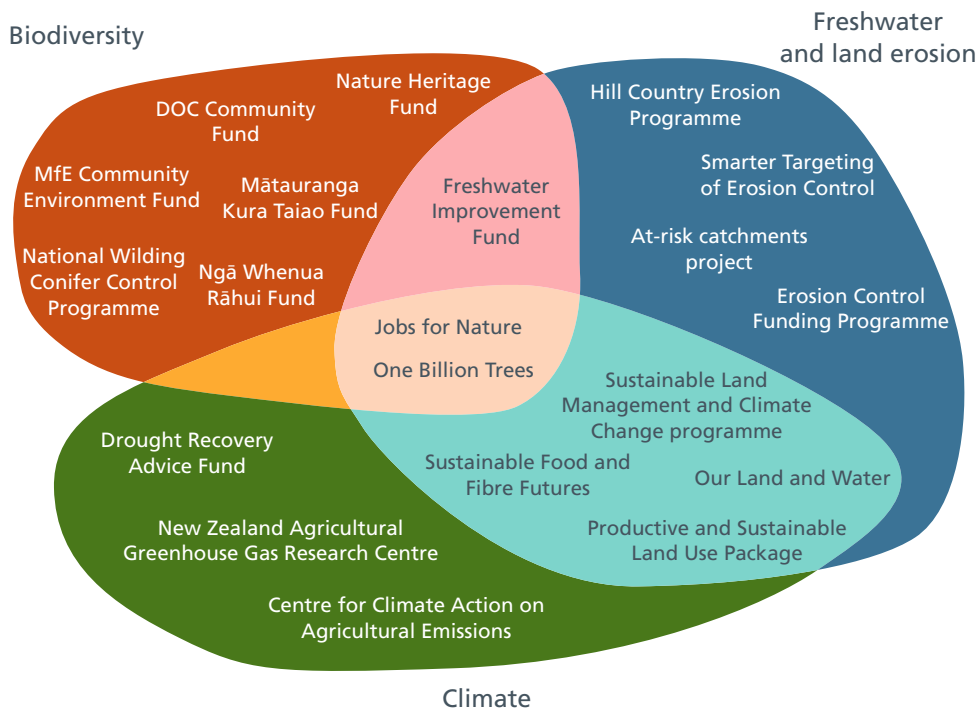 Biodiversity
Freshwater
and land erosion
Nature Heritage
Fund
DOC Community
Fund
MfE Community
Environment Fund
Mātauranga
Kura Taiao Fund
National Wilding
Conifer Control
Programme
Ngā Whenua
Rāhui Fund
Freshwater
Improvement
Fund
Hill Country Erosion
Programme
Smarter Targeting
of Erosion Control
At-risk catchments
project
Erosion Control
Funding Programme
Jobs for Nature
One Billion Trees
Sustainable Land
Management and Climate
Change programme
Sustainable Food and
Fibre Futures
Our Land and Water
Productive and Sustainable
Land Use Package
Drought Recovery
Advice Fund
New Zealand Agricultural
Greenhouse Gas Research Centre
Centre for Climate Action on
Agricultural Emissions
Climate